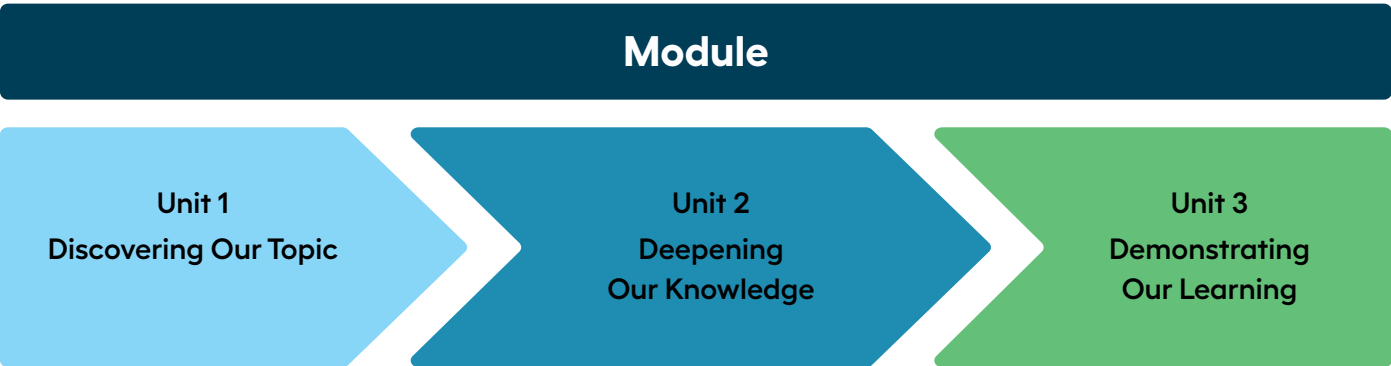 Module
Unit 1
Discovering Our Topic
Unit 2
Deepening
Our Knowledge
Unit 3
Demonstrating
Our Learning